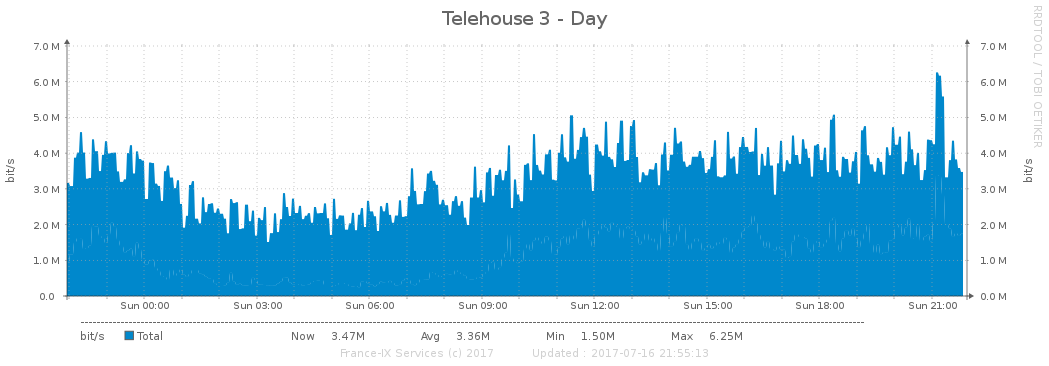 Telehouse 3 - Day
RRDTOOL / TOBI OETIKER
bit/s
7.0 M 7.0 M
6.0 M 6.0 M
5.0 M 5.0 M
4.0 M 4.0 M
3.0 M 3.0 M
2.0 M 2.0 M
1.0 M 1.0 M
0.0 0.0 M
bit/s
Sun 00:00 Sun 03:00 Sun 06:00 Sun 09:00 Sun 12:00 Sun 15:00 Sun 18:00 Sun 21:00
bit/s Total Now 3.47M Avg 3.36M Min 1.50M Max 6.25M
France-IX Services (c) 2017 Updated : 2017-07-16 21:55:13